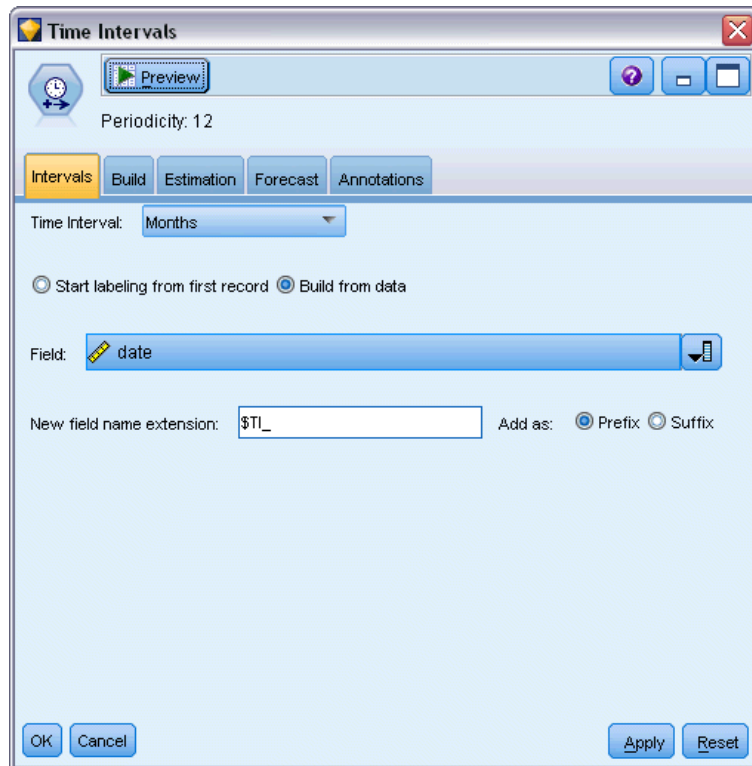 Time Intervals
Preview
Periodicity: 12
Intervals Build Estimation Forecast Annotations
Time Interval: Months
Start labeling from first record Build from data
Field: date
New field name extension: $TI_ Add as: Prefix Suffix
OK Cancel Apply Reset